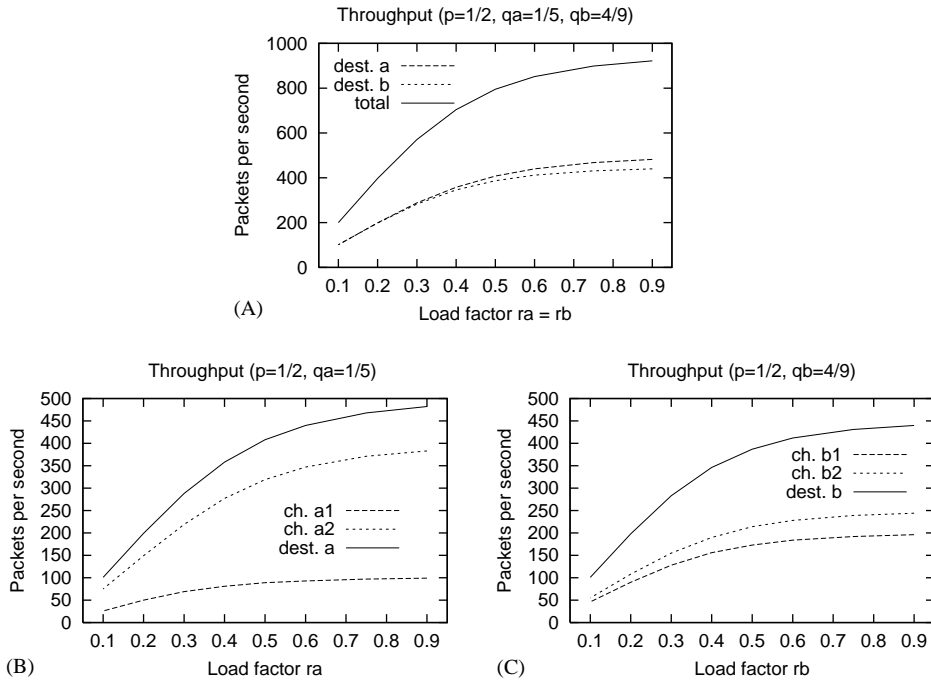 Throughput (p=1/2, qa=1/5, qb=4/9)
1000
800
600
400
200
0
Packets per second
dest. a
dest. b
total
0.1 0.2 0.3 0.4 0.5 0.6 0.7 0.8 0.9
Load factor ra = rb
(A)
Throughput (p=1/2, qa=1/5)
500
450
400
350
300
250
200
150
100
50
0
Packets per second
ch. a1
ch. a2
dest. a
0.1 0.2 0.3 0.4 0.5 0.6 0.7 0.8 0.9
Load factor ra
(B)
Throughput (p=1/2, qb=4/9)
500
450
400
350
300
250
200
150
100
50
0
Packets per second
ch. b1
ch. b2
dest. b
0.1 0.2 0.3 0.4 0.5 0.6 0.7 0.8 0.9
Load factor rb
(C)